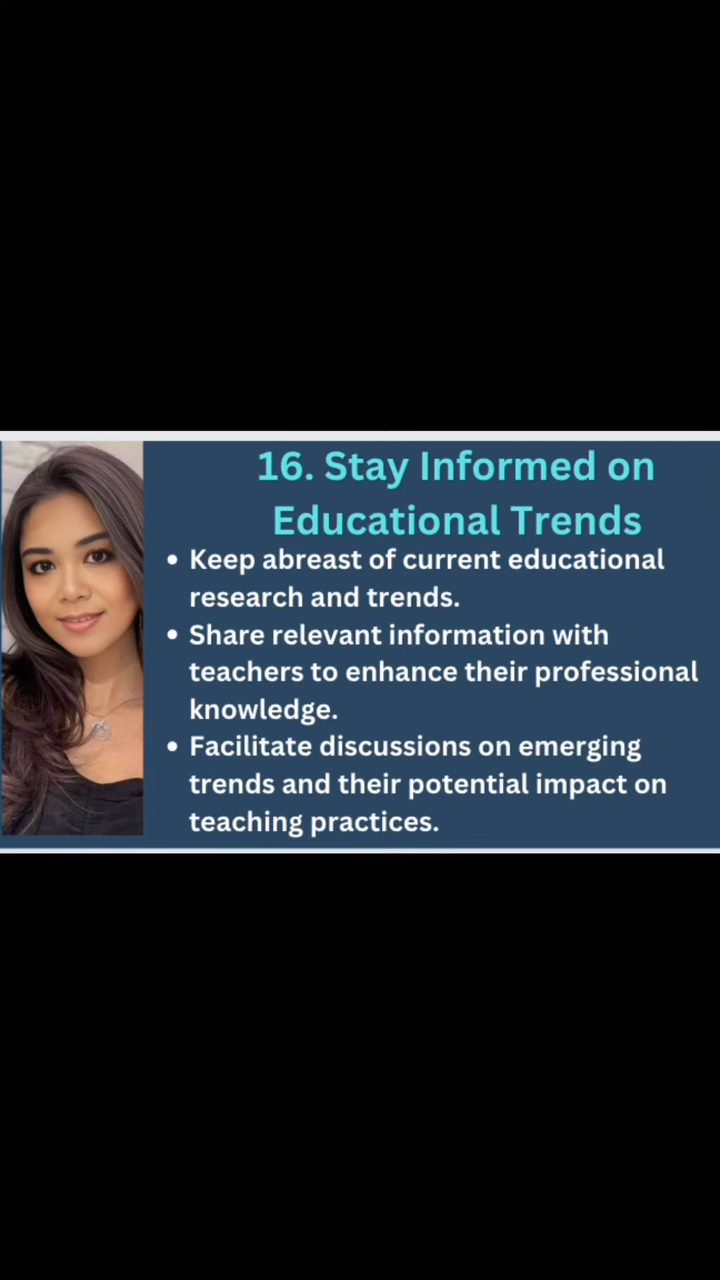 16. Stay Informed on
Educational Trends
• Keep abreast of current educational
research and trends.
• Share relevant information with
teachers to enhance their professional
knowledge.
• Facilitate discussions on emerging
trends and their potential impact on
teaching practices.